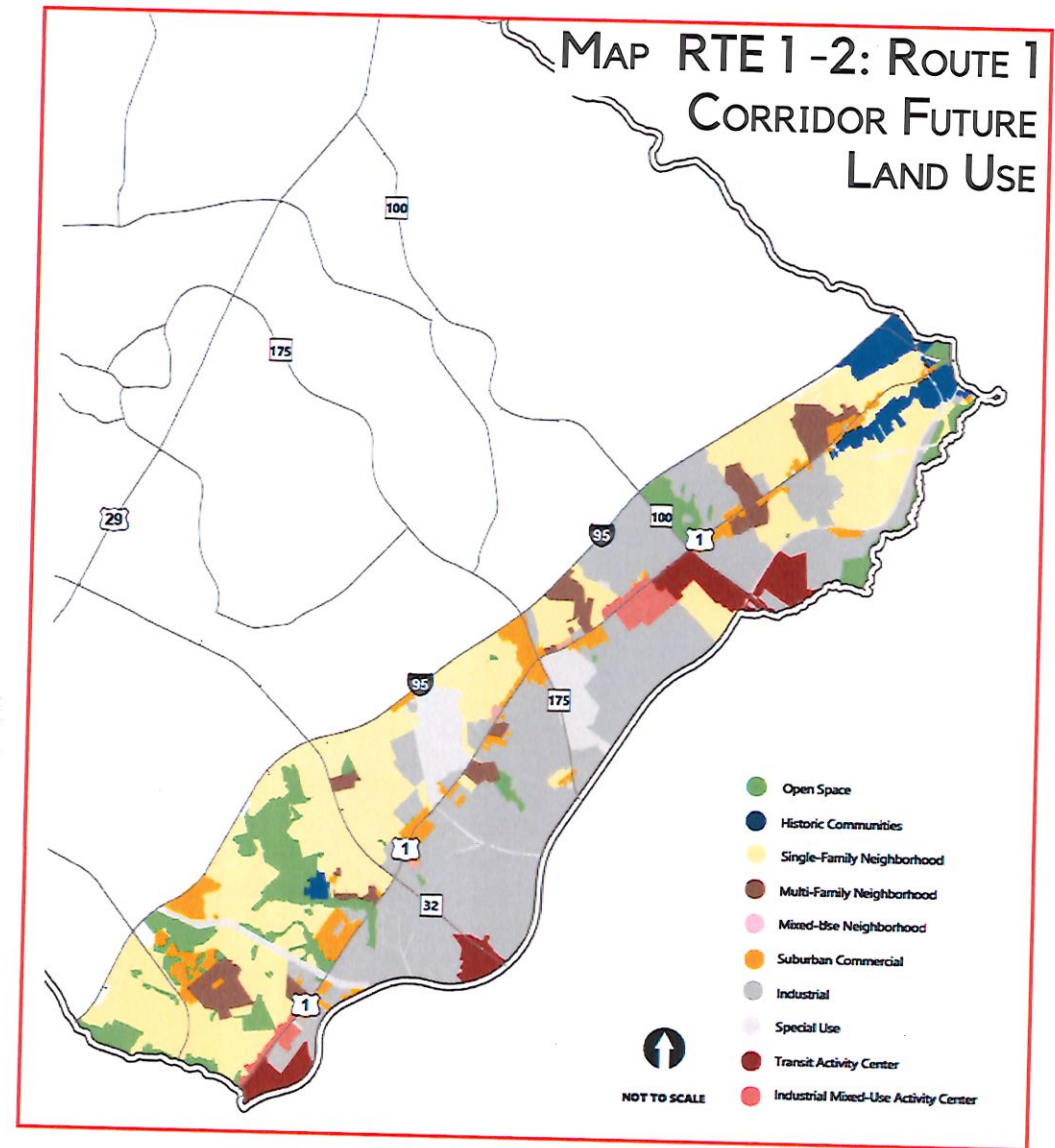 MAP RTE 1-2: ROUTE 1
CORRIDOR FUTURE
LAND USE
100
175
29
95
100
1
95
175
1
32
1
Open Space
Historic Communities
Single-Family Neighborhood
Multi-Family Neighborhood
Mixed-Use Neighborhood
Suburban Commercial
Industrial
Special Use
Transit Activity Center
Industrial Mixed-Use Activity Center
NOT TO SCALE